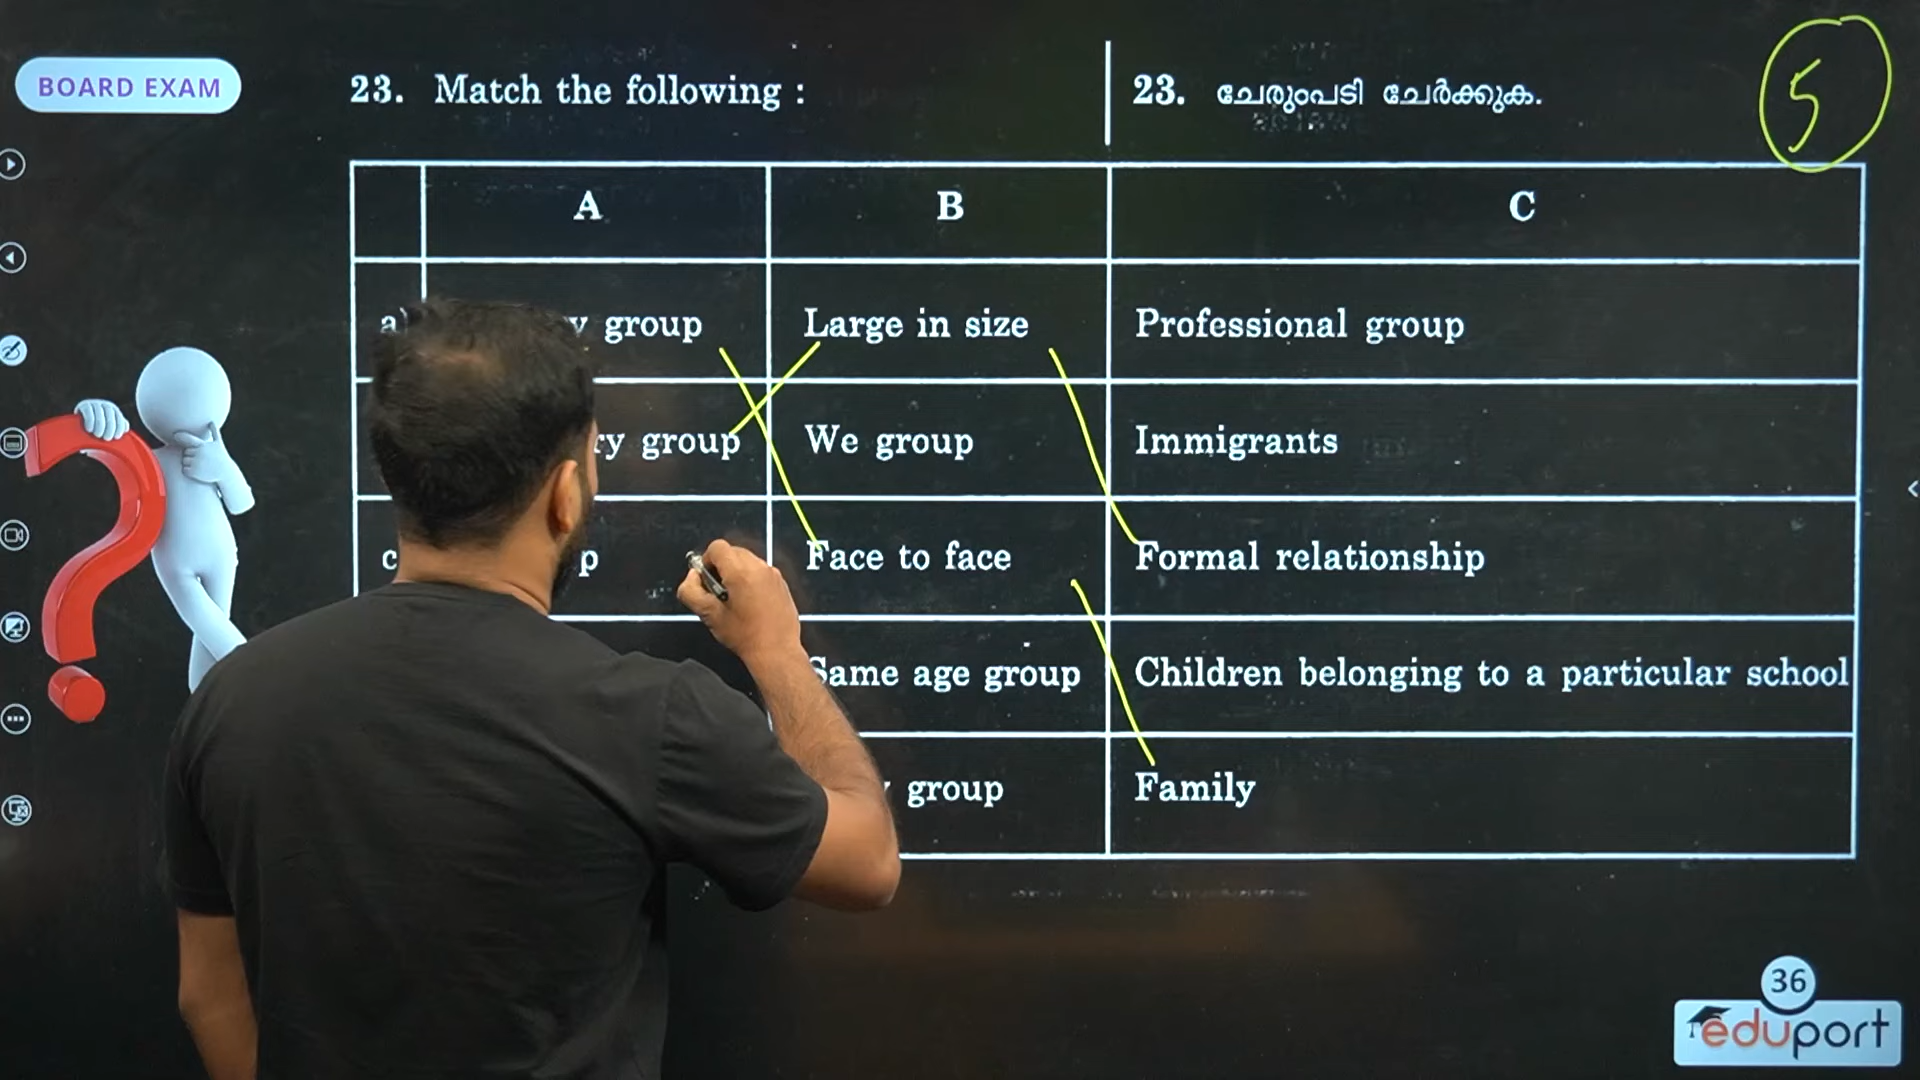 BOARD EXAM
23. Match the following :
23. ചേരുംപടി ചേർക്കുക.
5
A B C
a) group Large in size Professional group
group We group Immigrants
c Face to face Formal relationship
Same age group Children belonging to a particular school
group Family
36
eduport